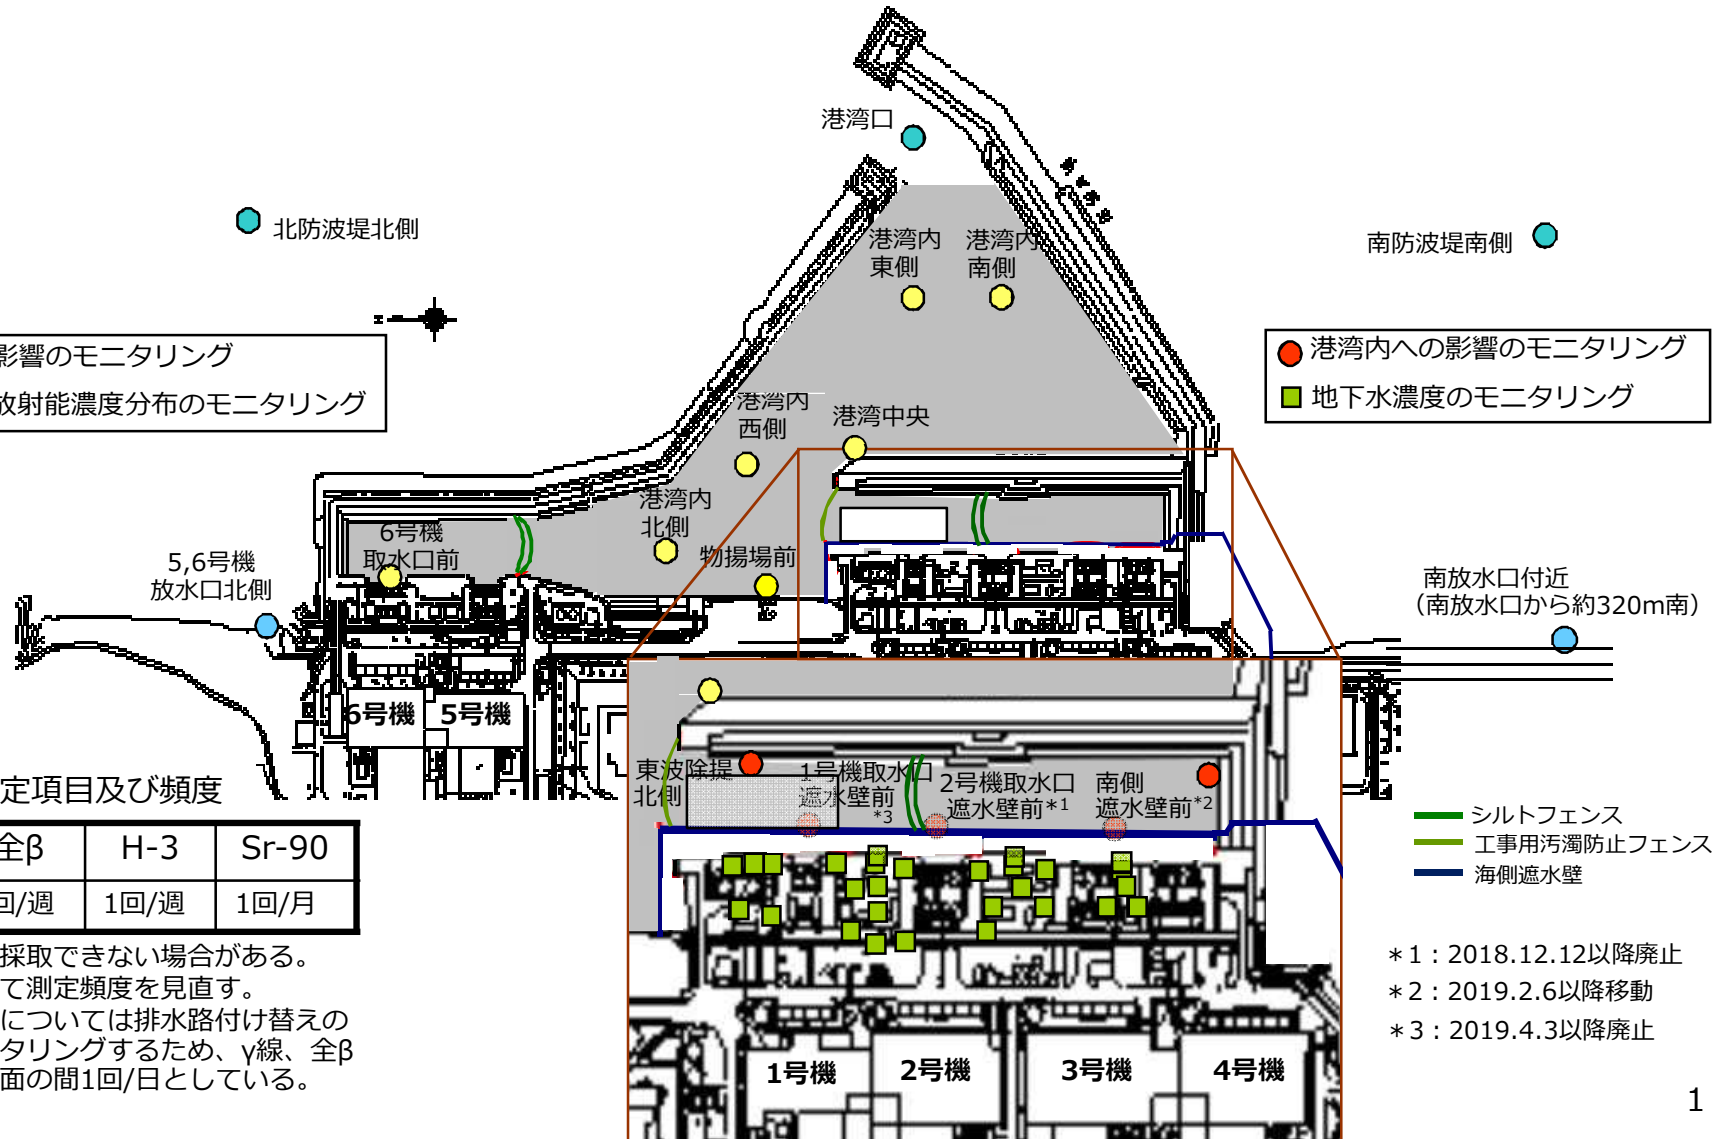 港湾口
北防波堤北側
南防波堤南側
港湾内
東側
港湾内
南側
影響のモニタリング
放射能濃度分布のモニタリング
港湾内への影響のモニタリング
地下水濃度のモニタリング
港湾内
西側
港湾中央
港湾内
北側
6号機
取水口前
物揚場前
5,6号機
放水口北側
南放水口付近
（南放水口から約320m南）
6号機
5号機
東波除堤
北側
1号機取水口
遮水壁前
*3
2号機取水口
遮水壁前*1
南側
遮水壁前*2
定項目及び頻度
全β H-3 Sr-90
回/週 1回/週 1回/月
採取できない場合がある。
て測定頻度を見直す。
については排水路付け替えの
タリングするため、γ線、全β
面の間1回/日としている。
シルトフェンス
工事用汚濁防止フェンス
海側遮水壁
＊1：2018.12.12以降廃止
＊2：2019.2.6以降移動
＊3：2019.4.3以降廃止
1号機
2号機
3号機
4号機
1